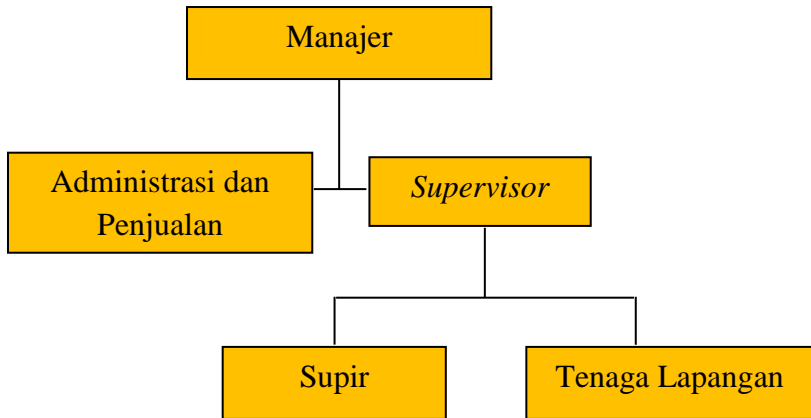 Manajer
Administrasi dan
Penjualan
Supervisor
Supir
Tenaga Lapangan